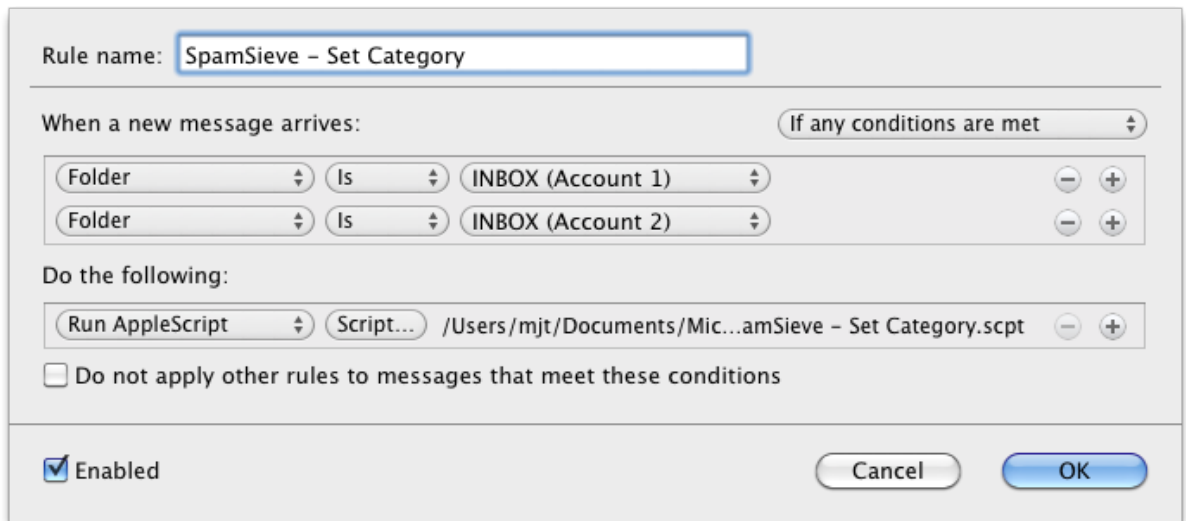 Rule name: SpamSieve – Set Category
When a new message arrives: If any conditions are met
Folder Is INBOX (Account 1)
Folder Is INBOX (Account 2)
Do the following:
Run AppleScript Script... /Users/mjt/Documents/Mic...amSieve – Set Category.scpt
Do not apply other rules to messages that meet these conditions
Enabled Cancel OK